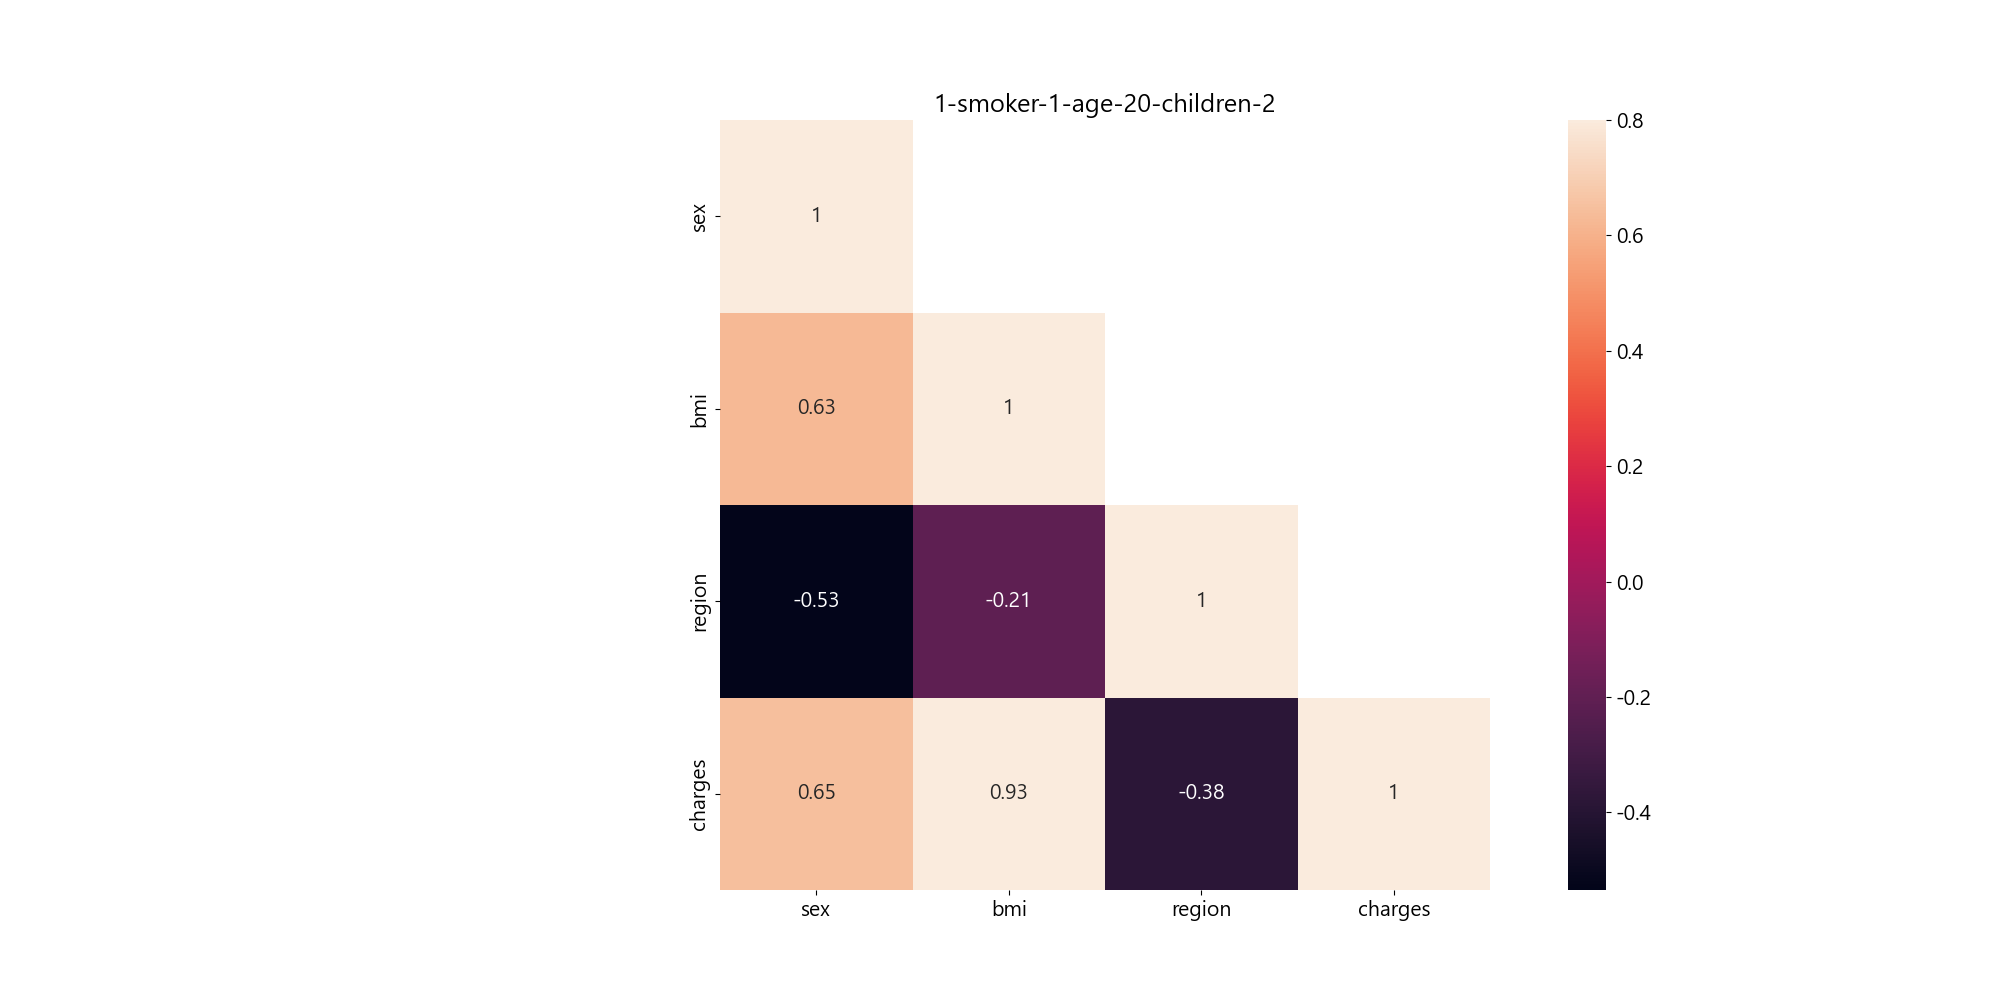 1-smoker-1-age-20-children-2
sex
1
bmi
0.63 1
region
-0.53 -0.21 1
charges
0.65 0.93 -0.38 1
sex bmi region charges
0.8
0.6
0.4
0.2
0.0
-0.2
-0.4